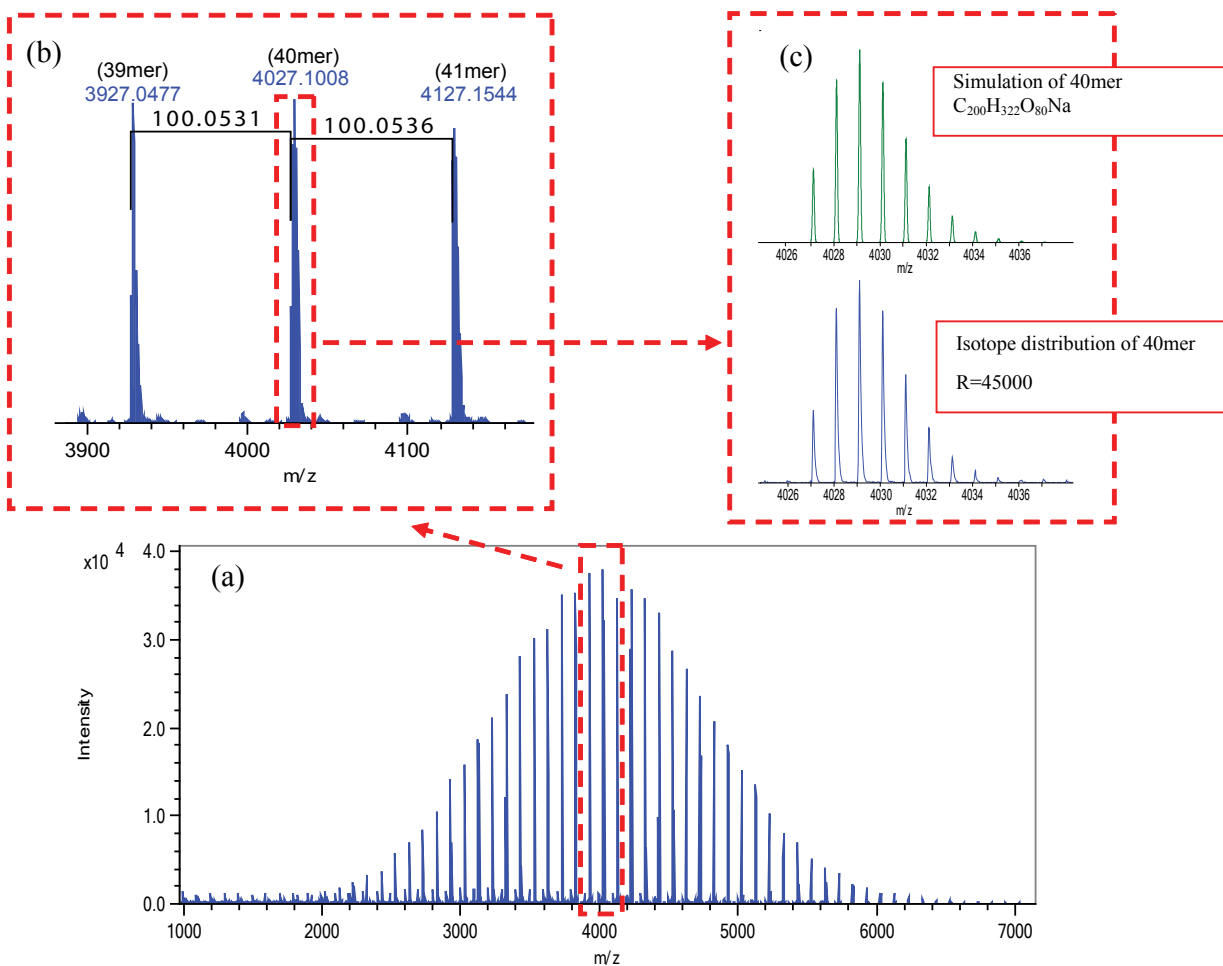 (b)
(39mer)
3927.0477
(40mer)
4027.1008
(41mer)
4127.1544
100.0531
100.0536
3900 4000 4100
m/z
(c)
Simulation of 40mer
C₂₀₀H₃₂₂O₈₀Na
4026 4028 4030 4032 4034 4036
m/z
Isotope distribution of 40mer
R=45000
4026 4028 4030 4032 4034 4036
m/z
(a)
x10 4
4.0
3.0
2.0
1.0
0.0
Intensity
1000 2000 3000 4000 5000 6000 7000
m/z